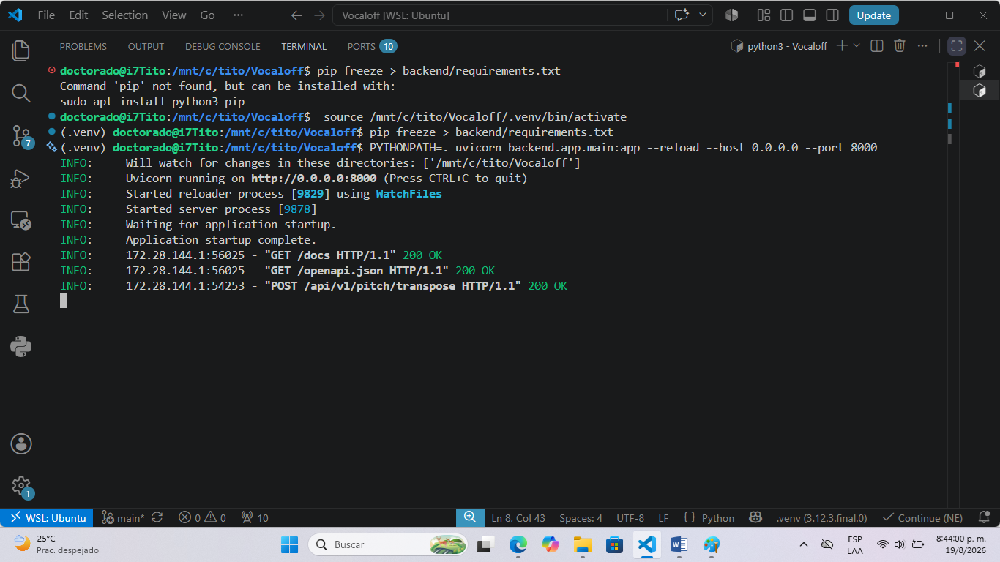 File Edit Selection View Go ··· Vocaloff [WSL: Ubuntu] Update
PROBLEMS OUTPUT DEBUG CONSOLE TERMINAL PORTS 10 python3 - Vocaloff
doctorado@i7Tito:/mnt/c/tito/Vocaloff$ pip freeze > backend/requirements.txt
Command 'pip' not found, but can be installed with:
sudo apt install python3-pip
doctorado@i7Tito:/mnt/c/tito/Vocaloff$  source /mnt/c/tito/Vocaloff/.venv/bin/activate
(.venv) doctorado@i7Tito:/mnt/c/tito/Vocaloff$ pip freeze > backend/requirements.txt
(.venv) doctorado@i7Tito:/mnt/c/tito/Vocaloff$ PYTHONPATH=. uvicorn backend.app.main:app --reload --host 0.0.0.0 --port 8000
INFO:     Will watch for changes in these directories: ['/mnt/c/tito/Vocaloff']
INFO:     Uvicorn running on http://0.0.0.0:8000 (Press CTRL+C to quit)
INFO:     Started reloader process [9829] using WatchFiles
INFO:     Started server process [9878]
INFO:     Waiting for application startup.
INFO:     Application startup complete.
INFO:     172.28.144.1:56025 - "GET /docs HTTP/1.1" 200 OK
INFO:     172.28.144.1:56025 - "GET /openapi.json HTTP/1.1" 200 OK
INFO:     172.28.144.1:54253 - "POST /api/v1/pitch/transpose HTTP/1.1" 200 OK
7
1
WSL: Ubuntu main* 0 0 10 Ln 8, Col 43 Spaces: 4 UTF-8 LF { } Python .venv (3.12.3.final.0) Continue (NE)
25°C
Prac. despejado
Buscar
ESP
LAA
8:44:00 p. m.
19/8/2026